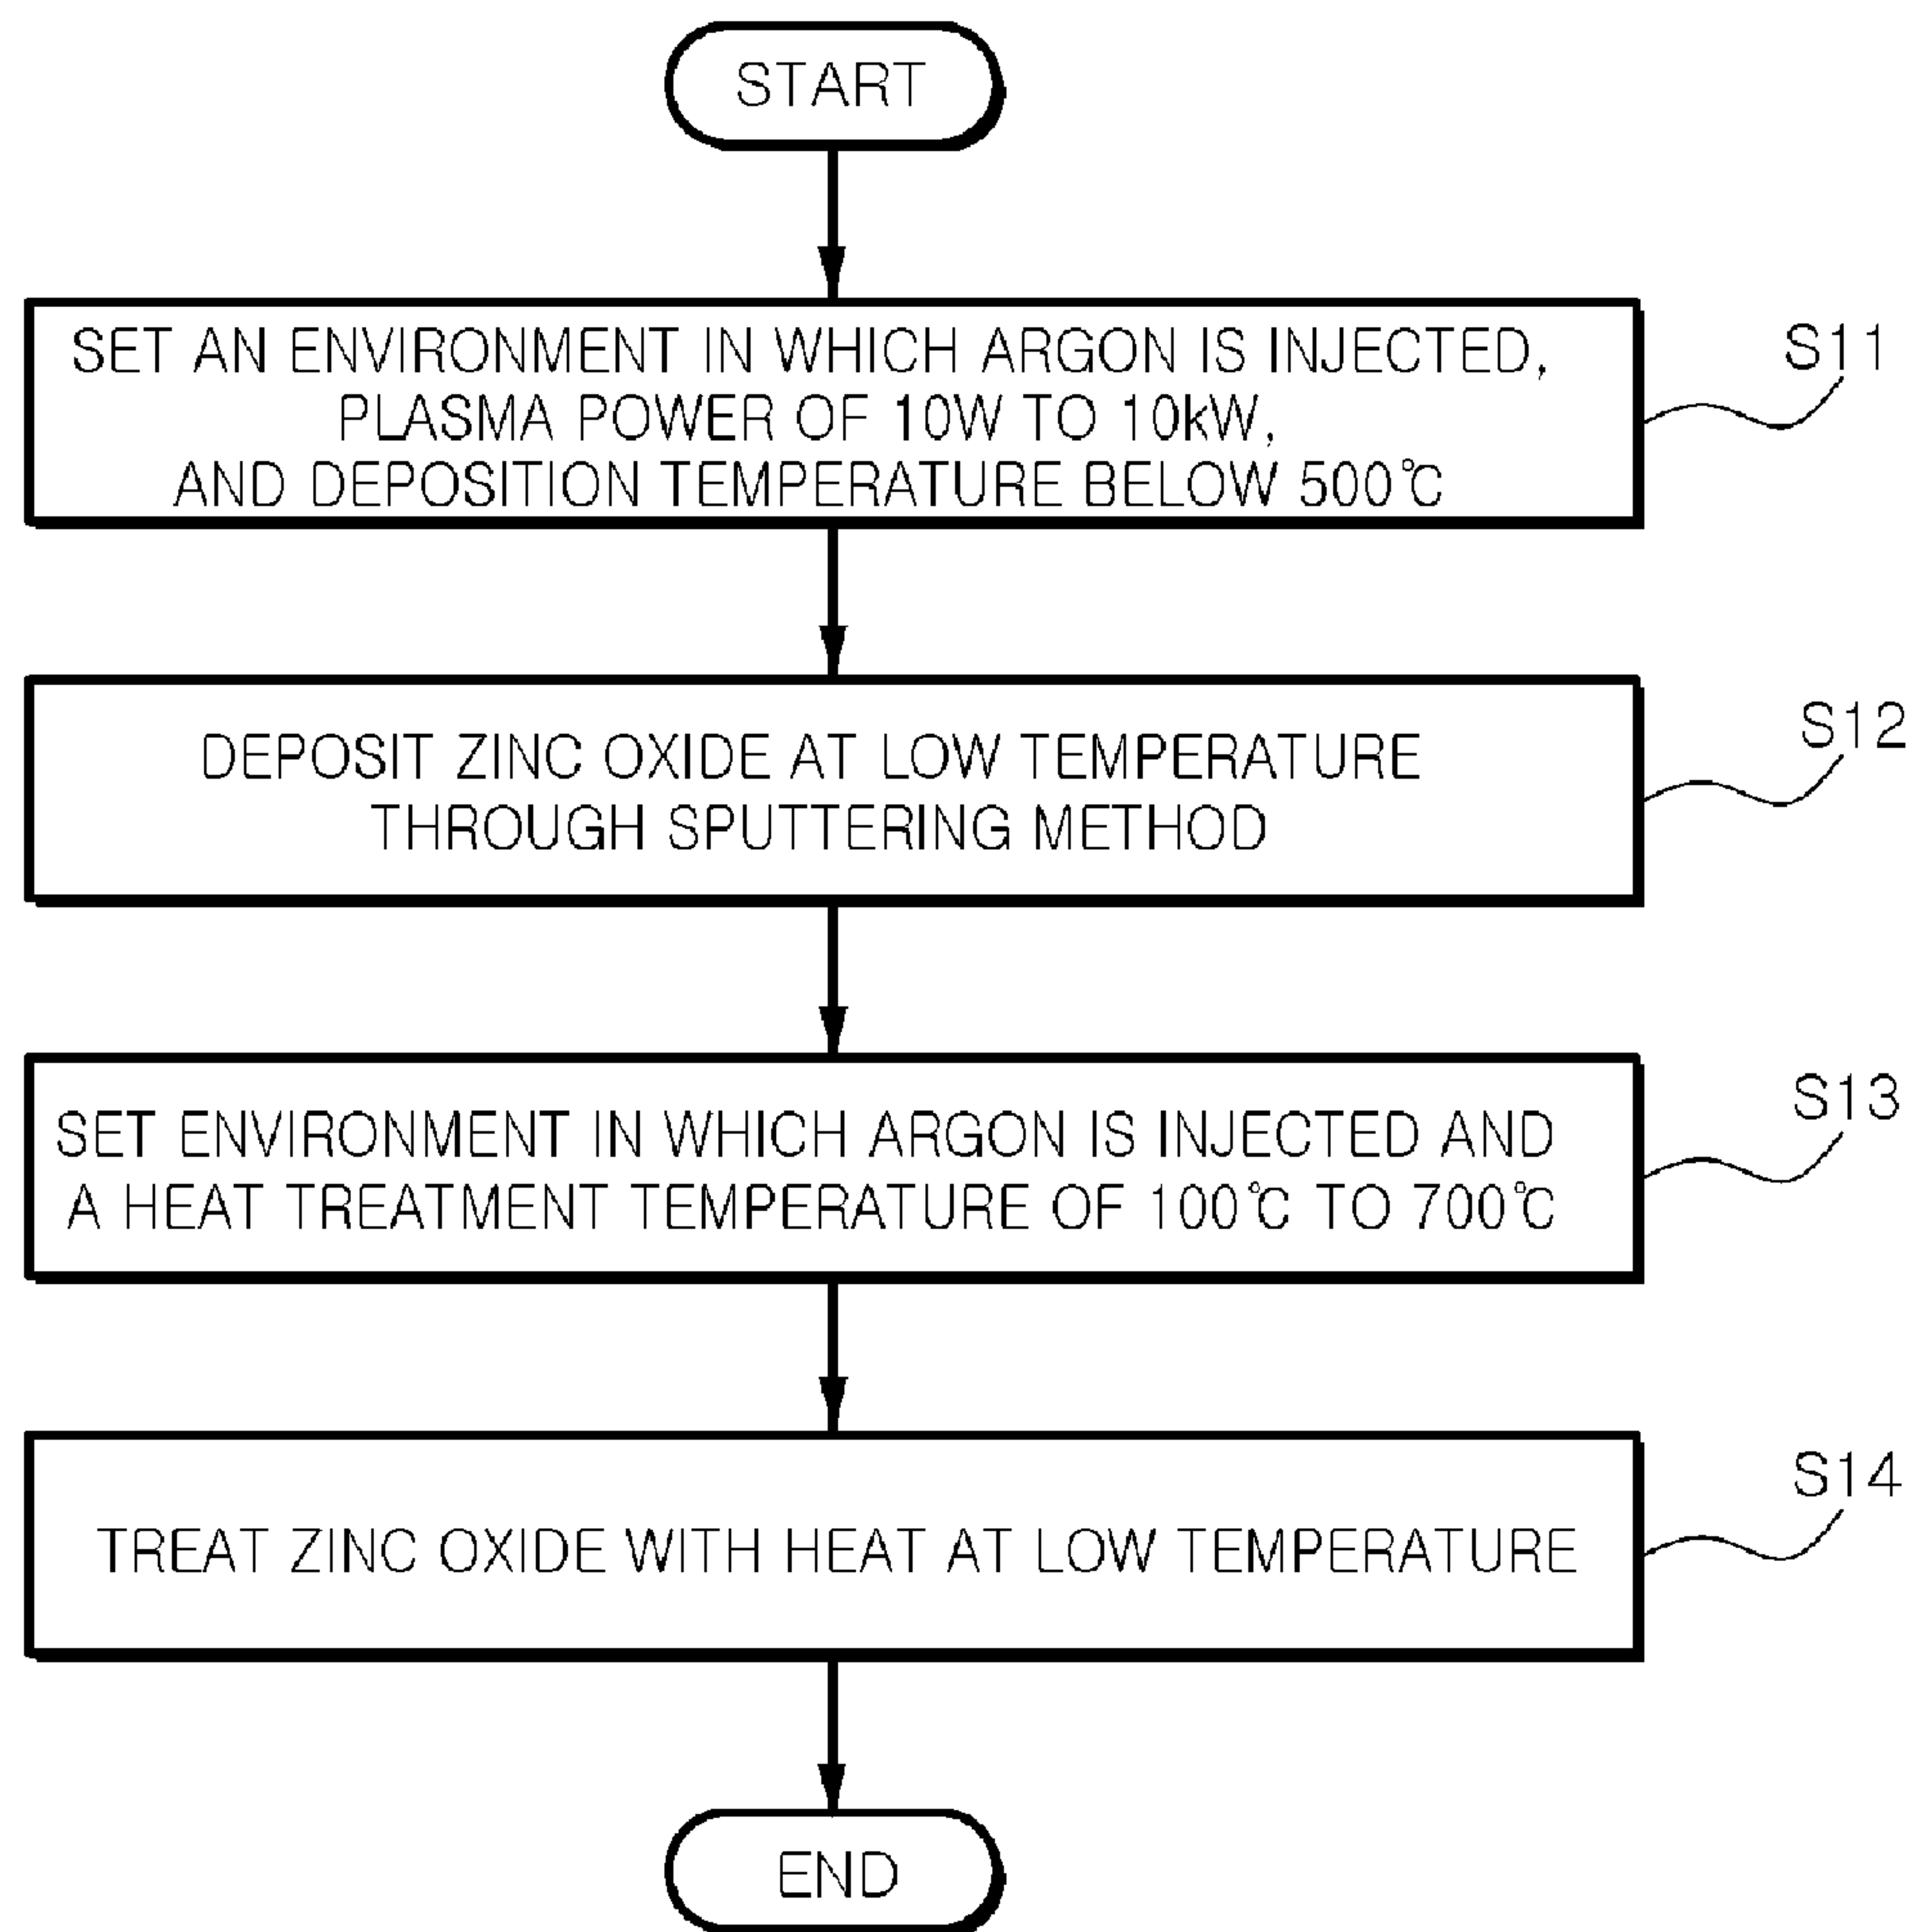 START
SET AN ENVIRONMENT IN WHICH ARGON IS INJECTED,
PLASMA POWER OF 10W TO 10kW,
AND DEPOSITION TEMPERATURE BELOW 500℃
S11
DEPOSIT ZINC OXIDE AT LOW TEMPERATURE
THROUGH SPUTTERING METHOD
S12
SET ENVIRONMENT IN WHICH ARGON IS INJECTED AND
A HEAT TREATMENT TEMPERATURE OF 100℃ TO 700℃
S13
TREAT ZINC OXIDE WITH HEAT AT LOW TEMPERATURE
S14
END